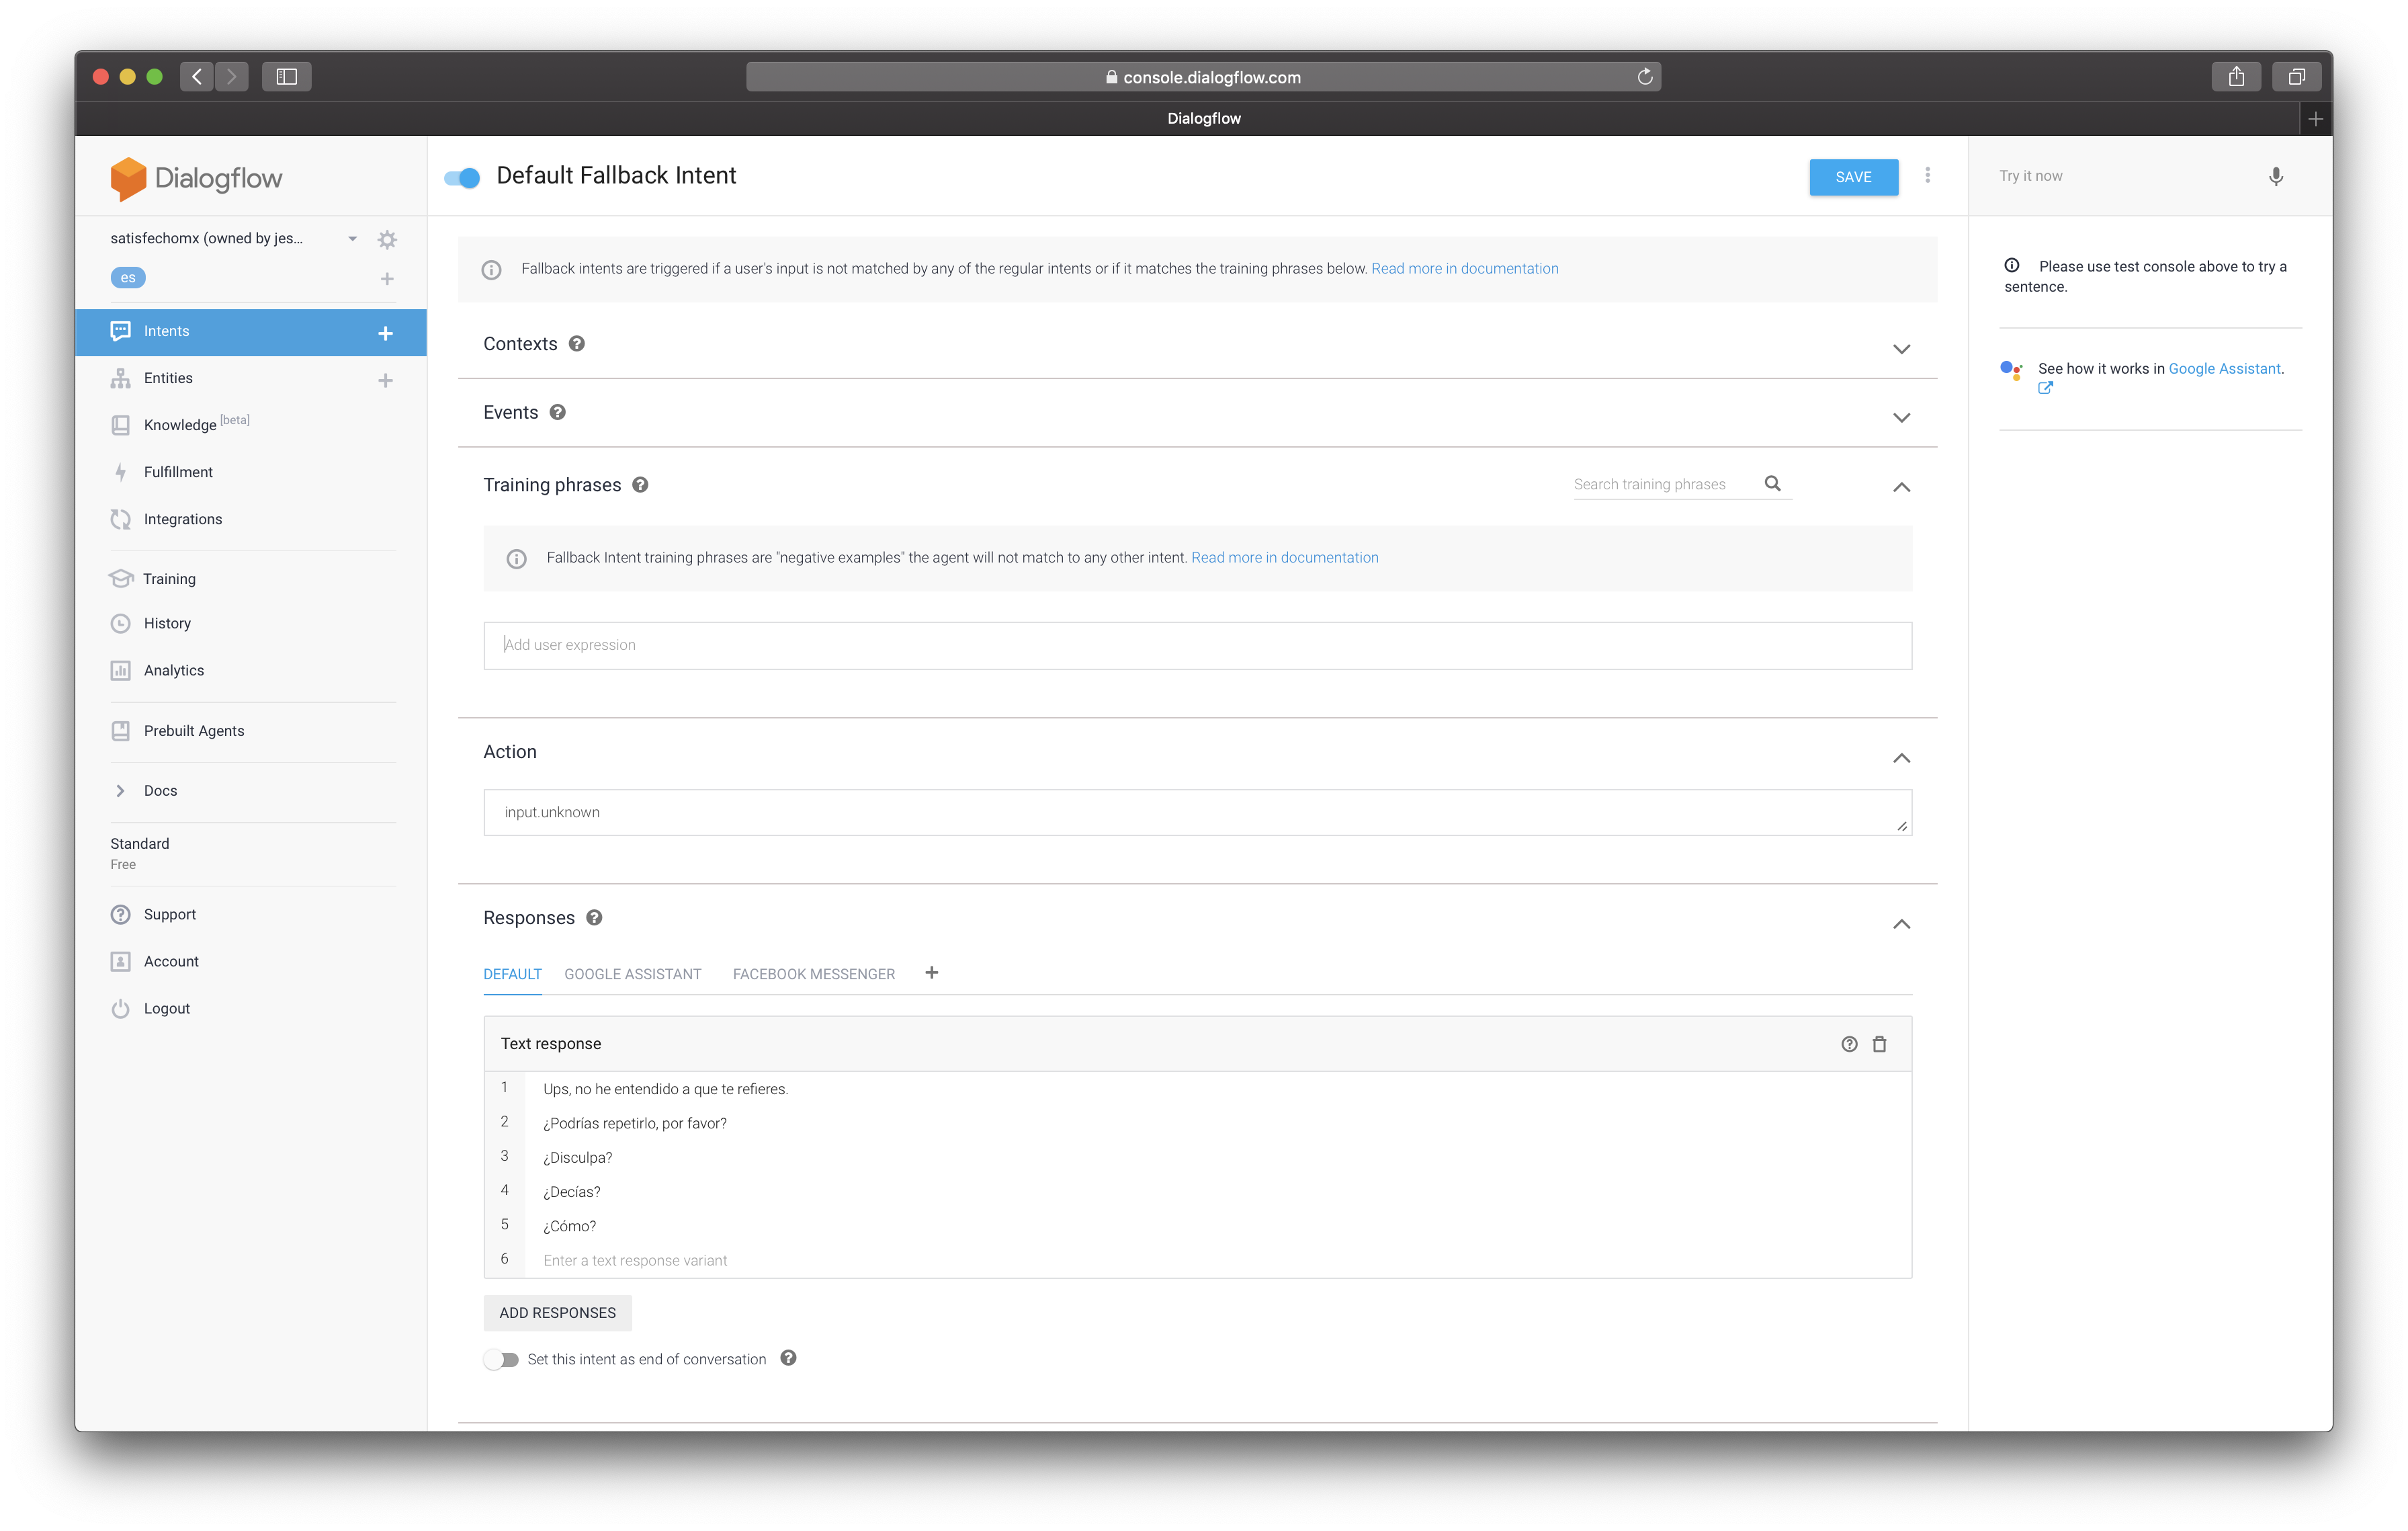 console.dialogflow.com
Dialogflow
Dialogflow
satisfechomx (owned by jes...
es
Intents
Entities
Knowledge [beta]
Fulfillment
Integrations
Training
History
Analytics
Prebuilt Agents
Docs
Standard
Free
Support
Account
Logout
Default Fallback Intent
SAVE
Fallback intents are triggered if a user's input is not matched by any of the regular intents or if it matches the training phrases below. Read more in documentation
Contexts
Events
Training phrases
Search training phrases
Fallback Intent training phrases are "negative examples" the agent will not match to any other intent. Read more in documentation
Add user expression
Action
input.unknown
Responses
DEFAULT GOOGLE ASSISTANT FACEBOOK MESSENGER
Text response
1 Ups, no he entendido a que te refieres.
2 ¿Podrías repetirlo, por favor?
3 ¿Disculpa?
4 ¿Decías?
5 ¿Cómo?
6 Enter a text response variant
ADD RESPONSES
Set this intent as end of conversation
Try it now
Please use test console above to try a
sentence.
See how it works in Google Assistant.